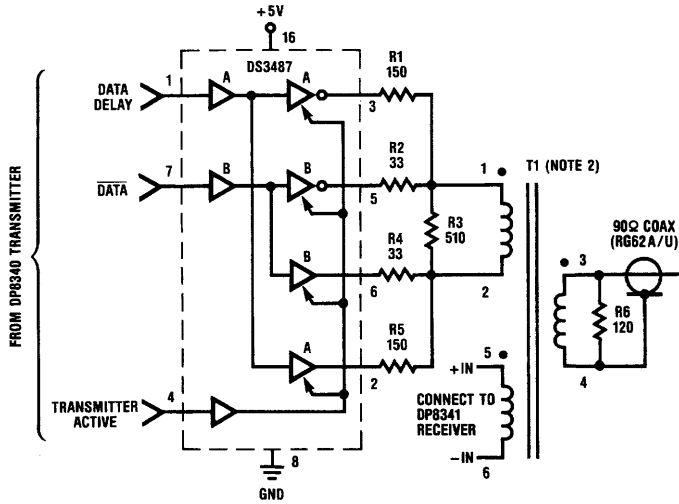 +5V
16
DS3487
R1
150
DATA
DELAY
1
A
A
3
R2
33
1
T1 (NOTE 2)
DATA
7
B
B
5
R3
510
90Ω COAX
(RG62A/U)
R4
33
3
B
6
2
R6
120
FROM DP8340 TRANSMITTER
R5
150
A
2
5
4
+IN
CONNECT TO
DP8341
RECEIVER
TRANSMITTER
ACTIVE
4
-IN
6
8
GND